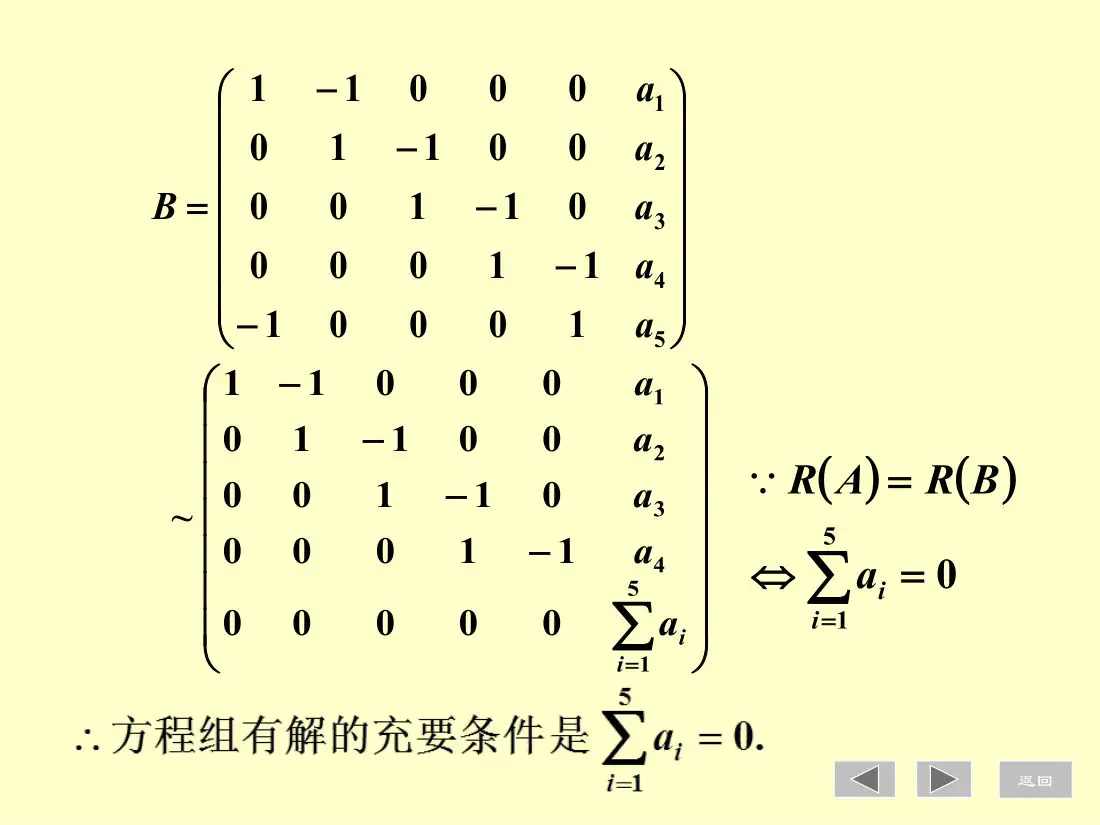 1 −1 0 0 0 a₁
0 1 −1 0 0 a₂
B = 0 0 1 −1 0 a₃
0 0 0 1 −1 a₄
−1 0 0 0 1 a₅
1 −1 0 0 0 a₁
0 1 −1 0 0 a₂
~ 0 0 1 −1 0 a₃
0 0 0 1 −1 a₄
0 0 0 0 0 ∑_{i=1}^{5} aᵢ
∵ R(A) = R(B)
⇔ ∑_{i=1}^{5} aᵢ = 0
∴ 方程组有解的充要条件是 ∑_{i=1}^{5} aᵢ = 0.
返回